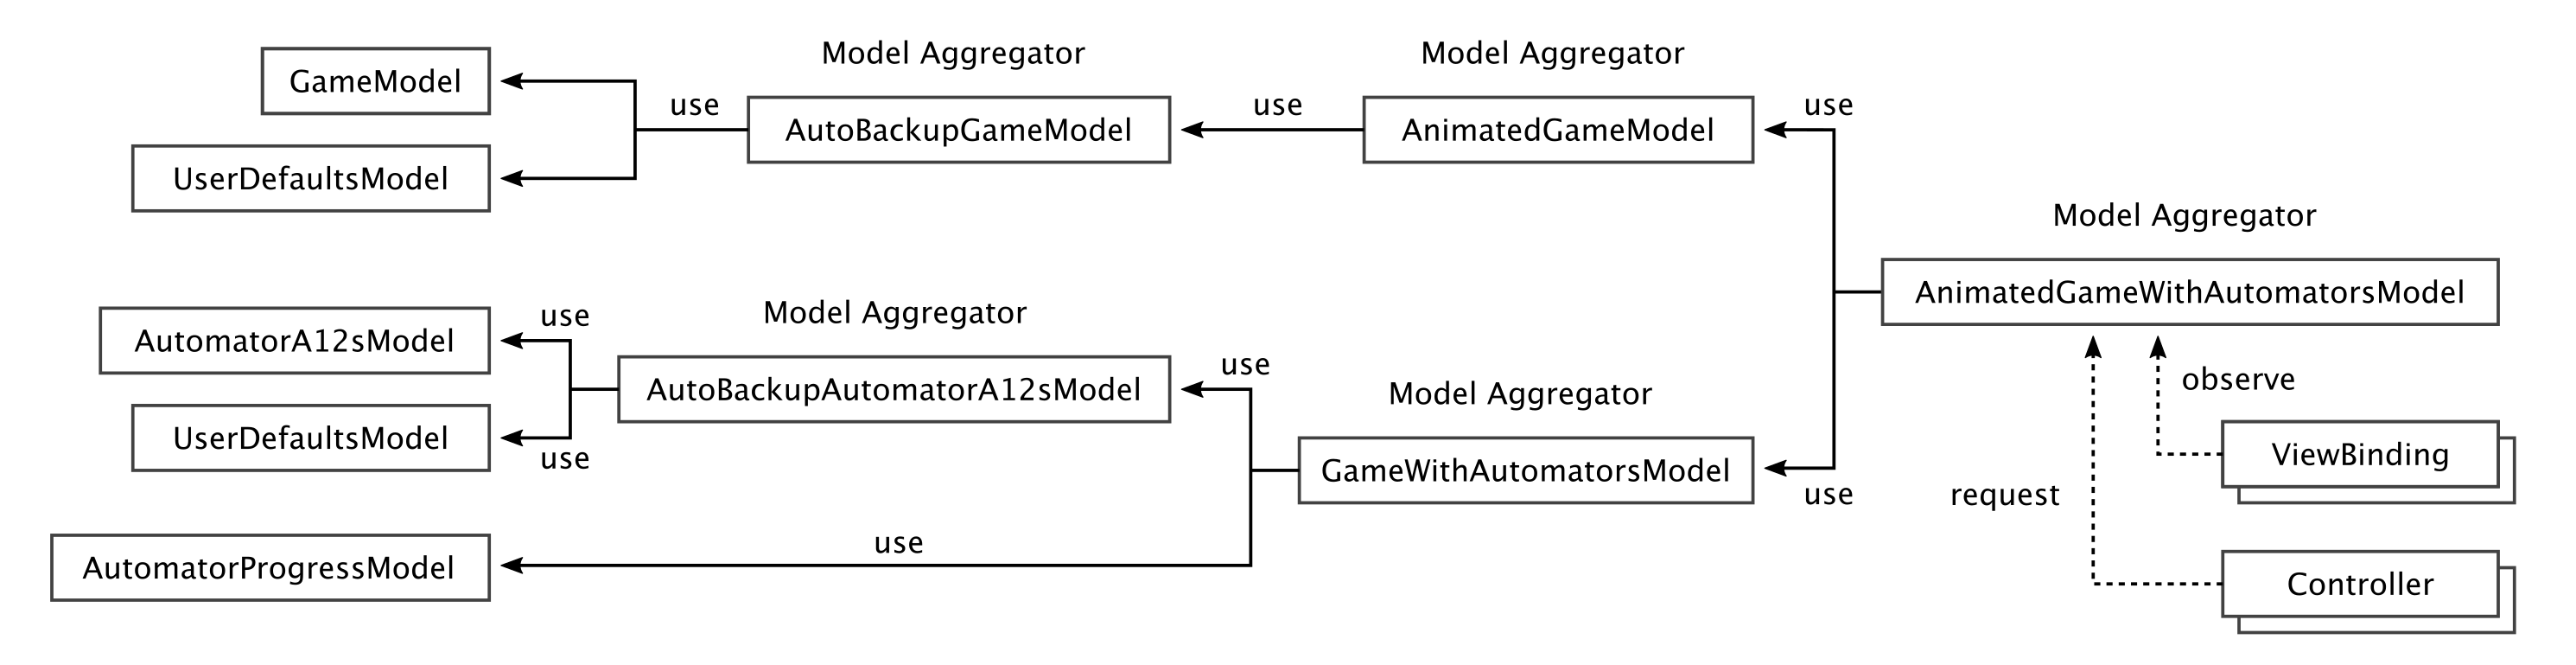 Model Aggregator
Model Aggregator
GameModel
use
use
use
AutoBackupGameModel
AnimatedGameModel
UserDefaultsModel
Model Aggregator
AnimatedGameWithAutomatorsModel
Model Aggregator
use
AutomatorA12sModel
use
AutoBackupAutomatorA12sModel
observe
Model Aggregator
UserDefaultsModel
use
ViewBinding
GameWithAutomatorsModel
request
use
use
AutomatorProgressModel
Controller